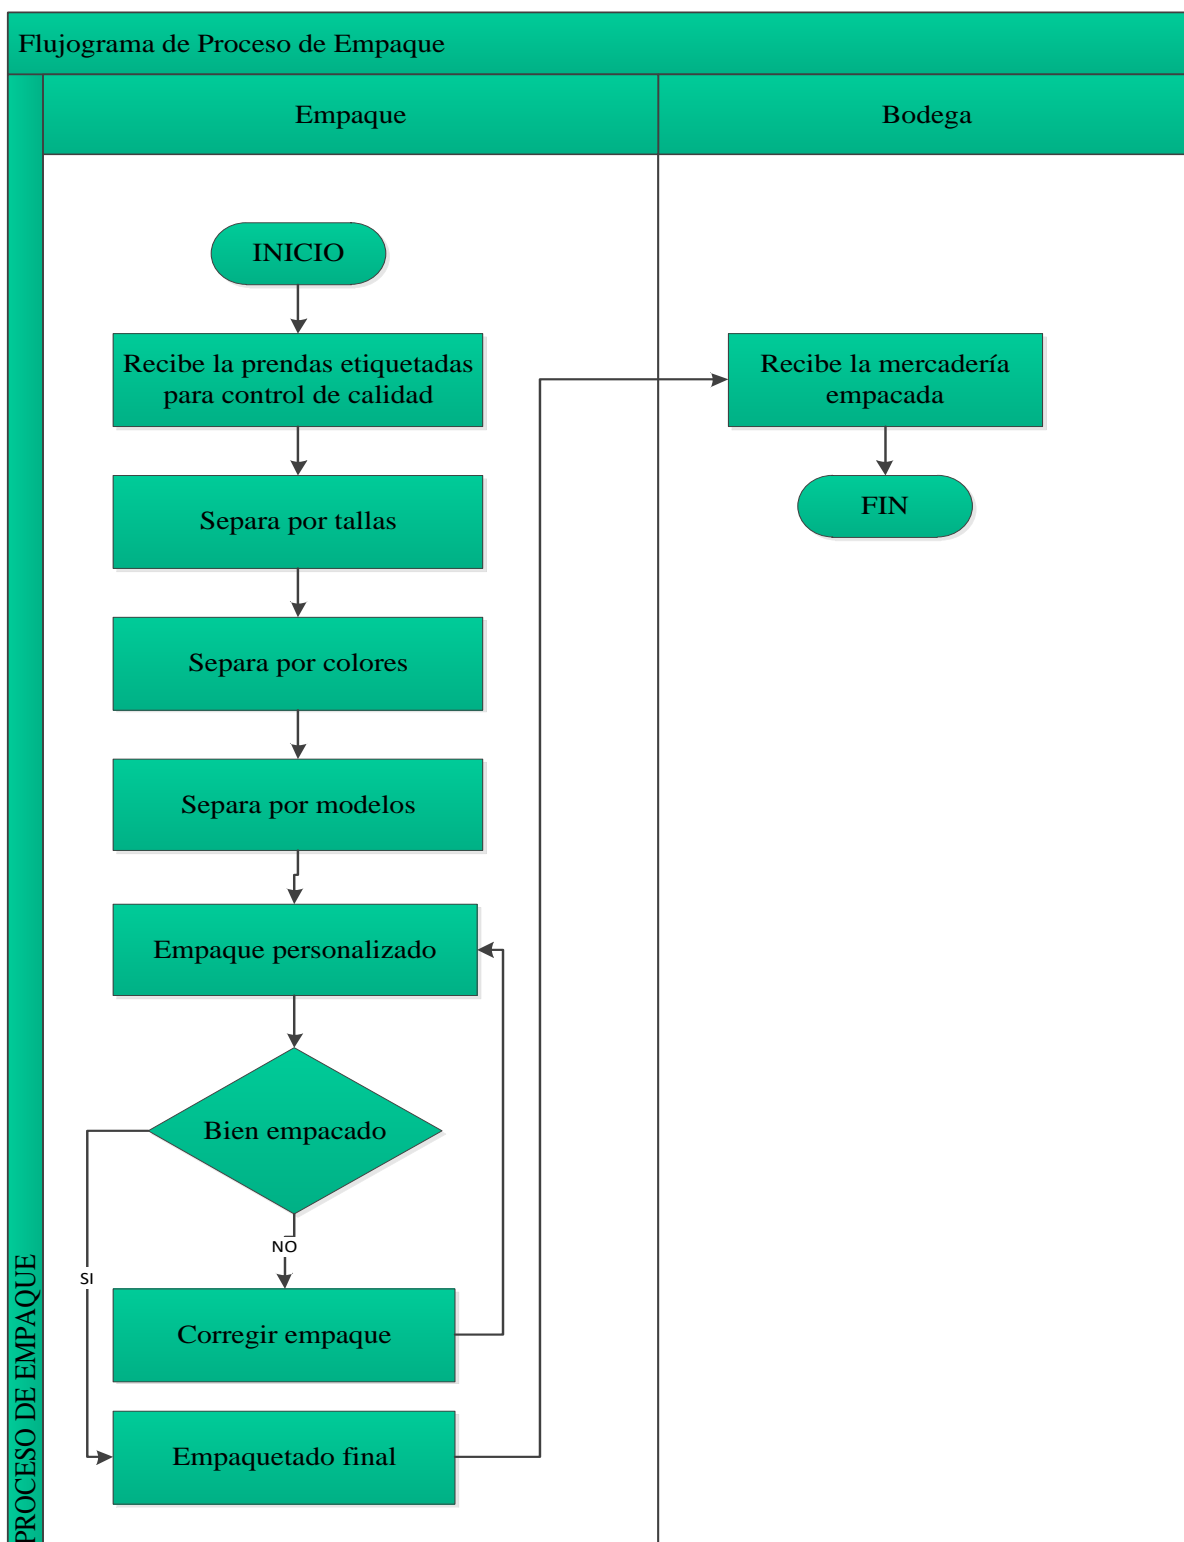 Flujograma de Proceso de Empaque
Empaque
Bodega
INICIO
Recibe la prendas etiquetadas
para control de calidad
Separa por tallas
Separa por colores
Separa por modelos
Empaque personalizado
Bien empacado
NO
SI
Corregir empaque
Empaquetado final
Recibe la mercadería
empacada
FIN
PROCESO DE EMPAQUE